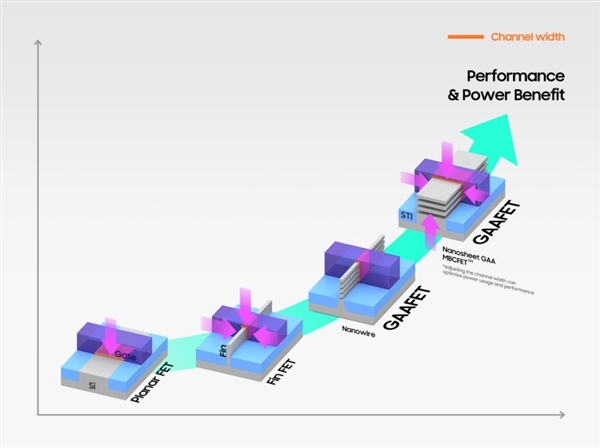 Channel width
Performance
& Power Benefit
STI
GAAFET
Nanosheet GAA
MBCFET™
*Adjusting the channel width can
optimize power usage and performance
GAAFET
Nanowire
Fin
Fin FET
Gate
Si
Planar FET